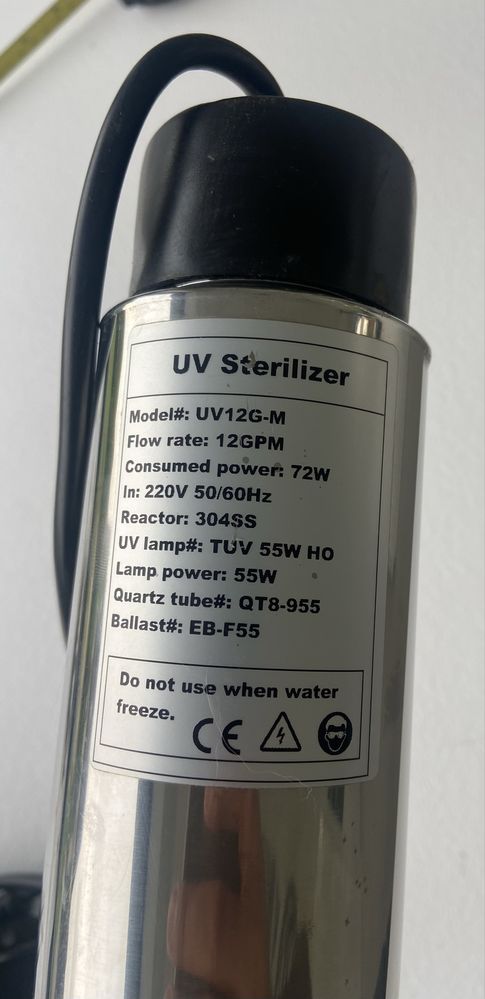 UV Sterilizer
Model#: UV12G-M
Flow rate: 12GPM
Consumed power: 72W
In: 220V 50/60Hz
Reactor: 304SS
UV lamp#: TUV 55W HO
Lamp power: 55W
Quartz tube#: QT8-955
Ballast#: EB-F55
Do not use when water
freeze.
CE